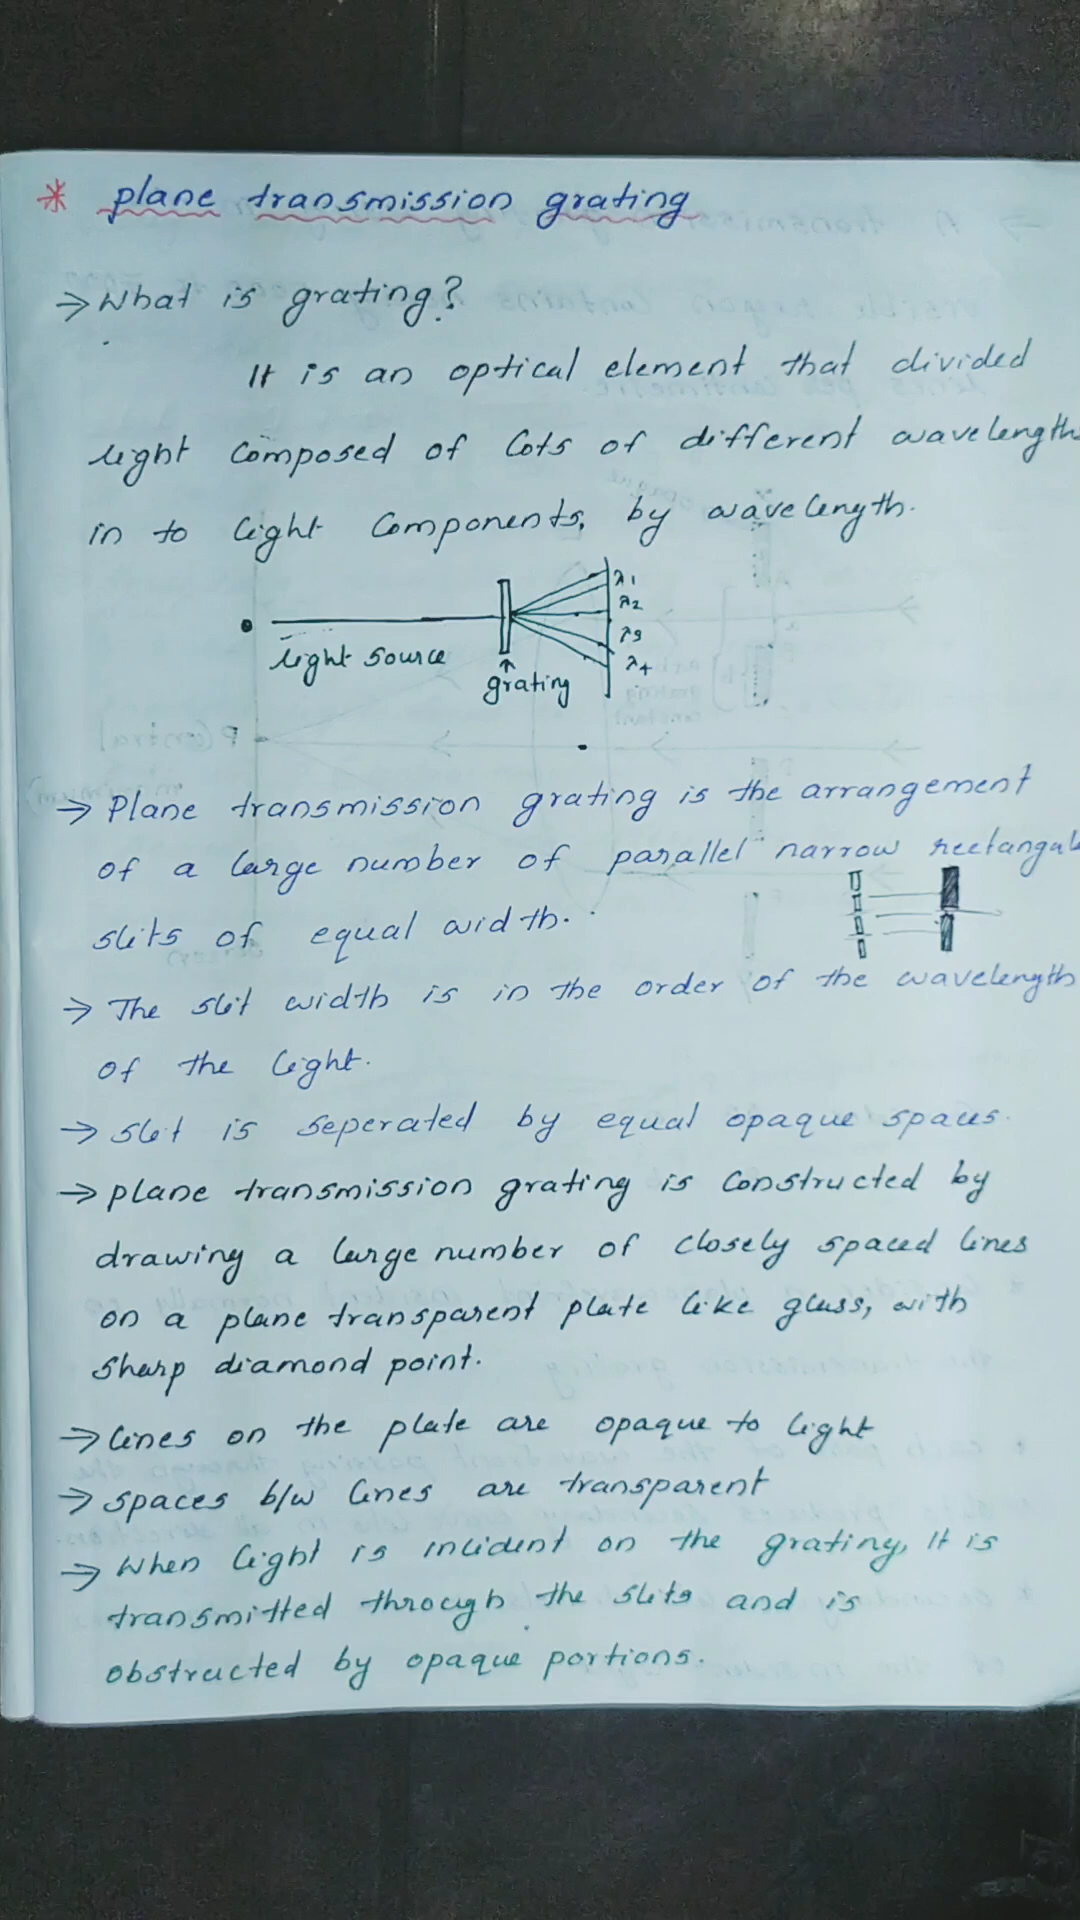 * plane transmission grating
→ What is grating?
It is an optical element that divided
light composed of lots of different wavelengths
in to light components, by wavelength.
λ1
λ2
λ3
λ4
light source
grating
→ Plane transmission grating is the arrangement
of a large number of parallel narrow rectangula
slits of equal width.
→ The slit width is in the order of the wavelength
of the light.
→ slit is seperated by equal opaque spaces.
→ plane transmission grating is constructed by
drawing a large number of closely spaced lines
on a plane transparent plate like glass, with
sharp diamond point.
→ lines on the plate are opaque to light
→ spaces b/w lines are transparent
→ When light is incident on the grating, It is
transmitted through the slits and is
obstructed by opaque portions.